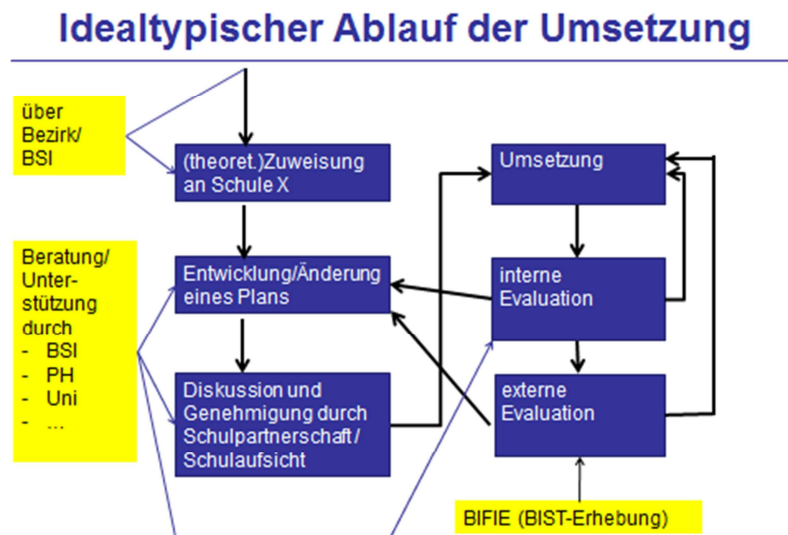 Idealtypischer Ablauf der Umsetzung
über
Bezirk/
BSI
(theoret.)Zuweisung
an Schule X
Umsetzung
Beratung/
Unter-
stützung
durch
- BSI
- PH
- Uni
- ...
Entwicklung/Änderung
eines Plans
interne
Evaluation
Diskussion und
Genehmigung durch
Schulpartnerschaft/
Schulaufsicht
externe
Evaluation
BIFIE (BIST-Erhebung)